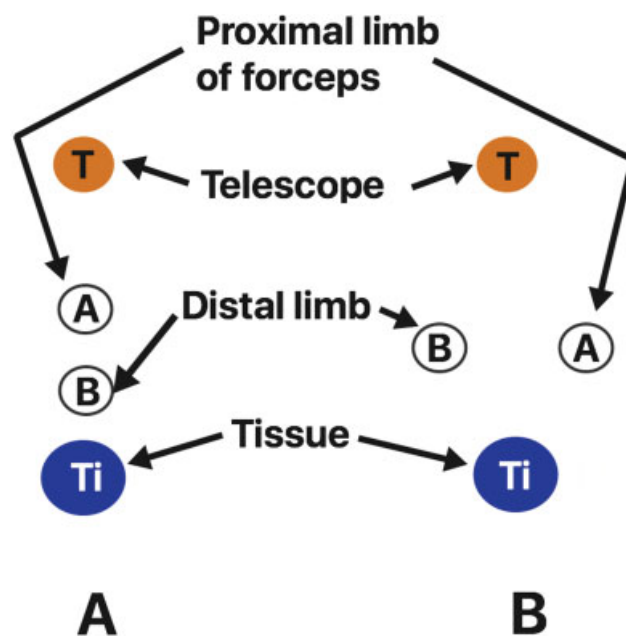 Proximal limb
of forceps
T
T
Telescope
A
Distal limb
B
A
B
Tissue
Ti
Ti
A
B